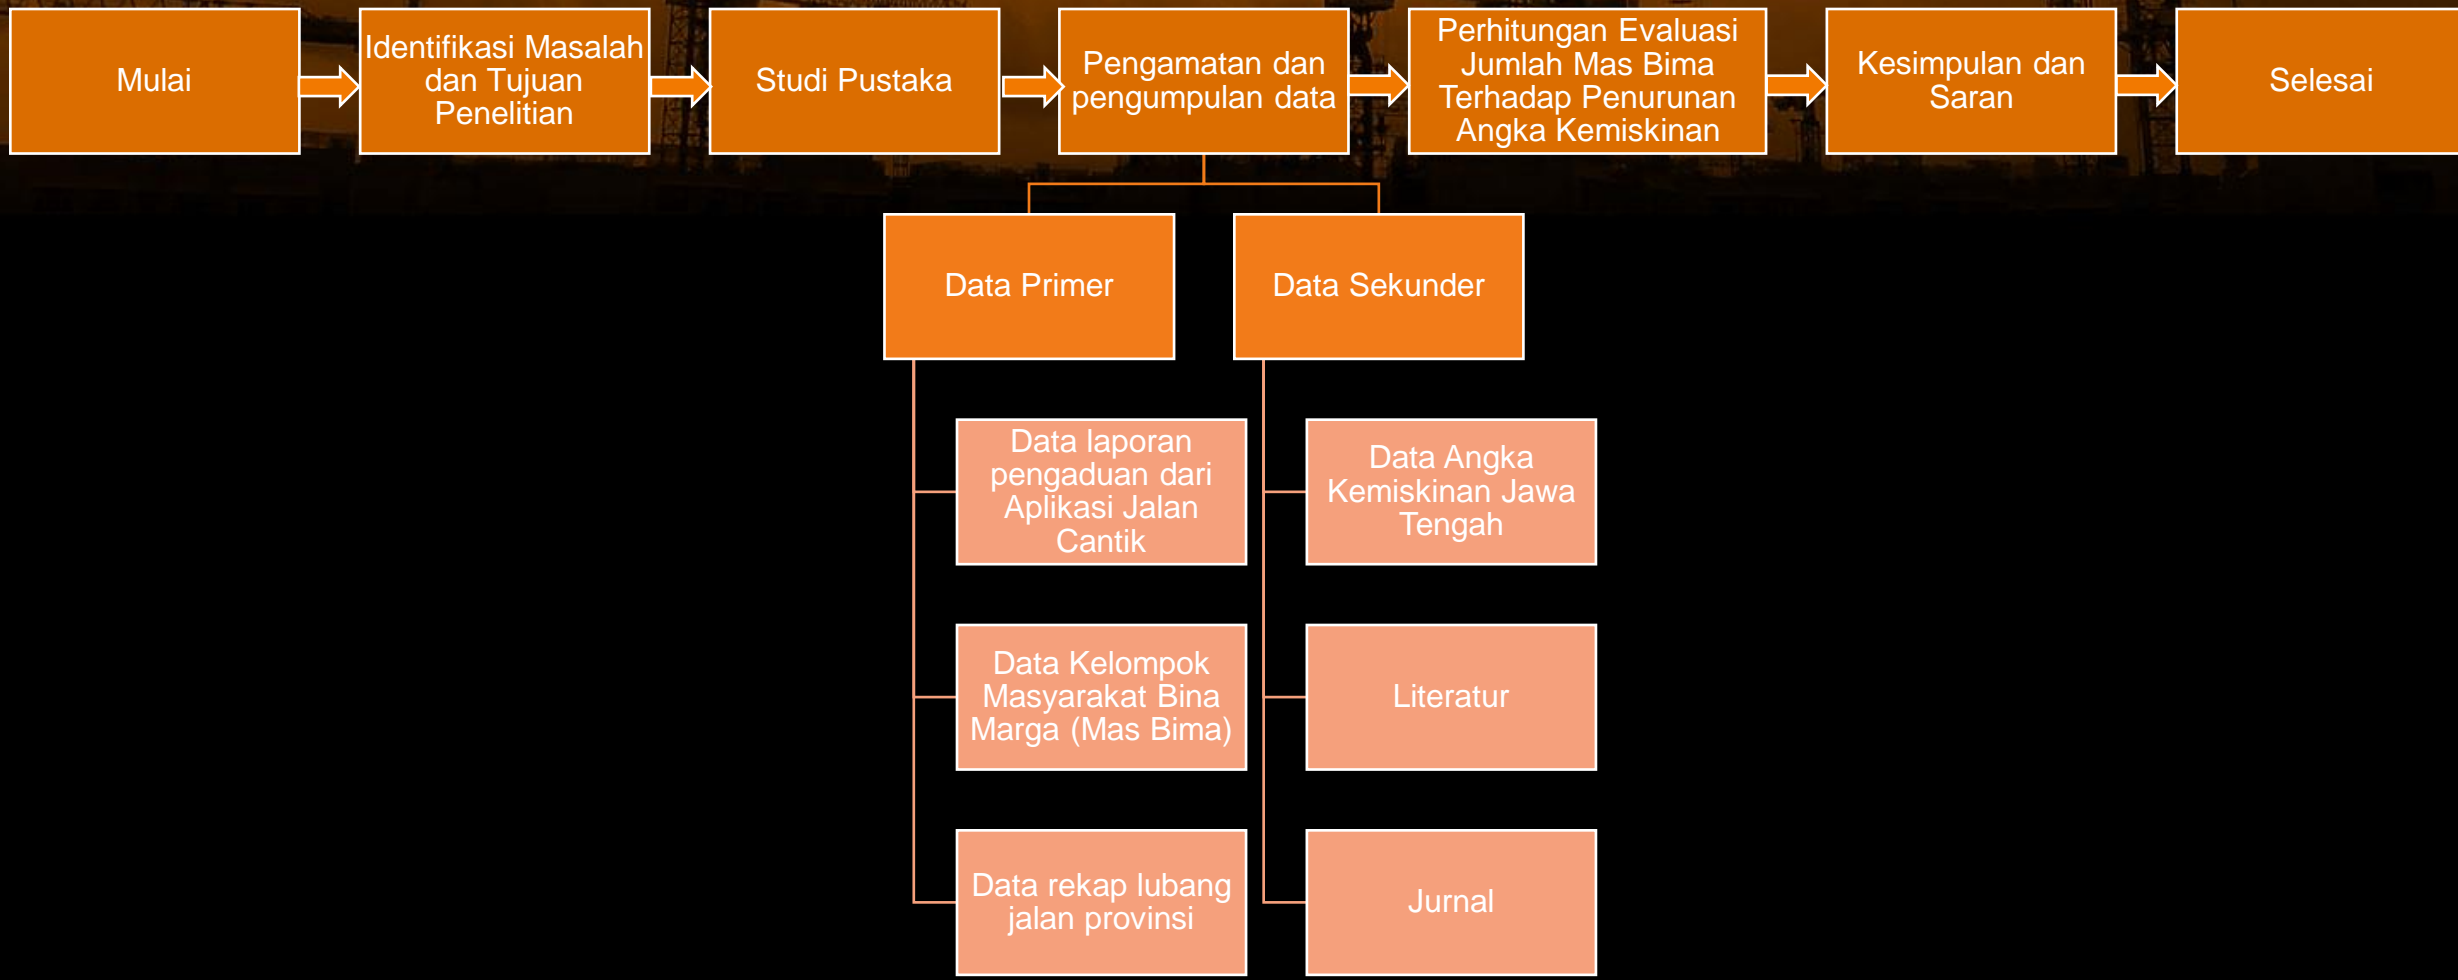 Mulai
Identifikasi Masalah
dan Tujuan
Penelitian
Studi Pustaka
Pengamatan dan
pengumpulan data
Perhitungan Evaluasi
Jumlah Mas Bima
Terhadap Penurunan
Angka Kemiskinan
Kesimpulan dan
Saran
Selesai
Data Primer
Data Sekunder
Data laporan
pengaduan dari
Aplikasi Jalan
Cantik
Data Angka
Kemiskinan Jawa
Tengah
Data Kelompok
Masyarakat Bina
Marga (Mas Bima)
Literatur
Data rekap lubang
jalan provinsi
Jurnal